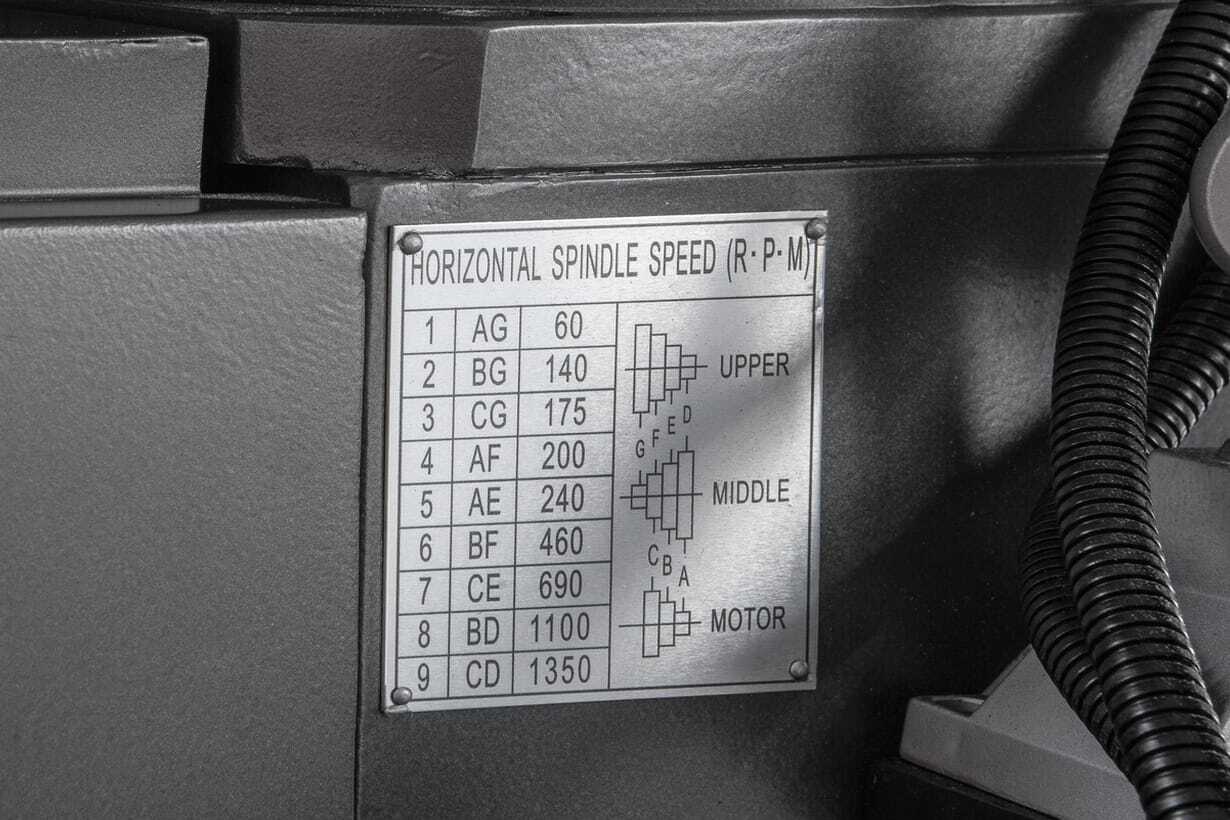 HORIZONTAL SPINDLE SPEED (R·P·M)
1 AG 60
2 BG 140
3 CG 175
4 AF 200
5 AE 240
6 BF 460
7 CE 690
8 BD 1100
9 CD 1350
UPPER
G F E D
MIDDLE
C B A
MOTOR